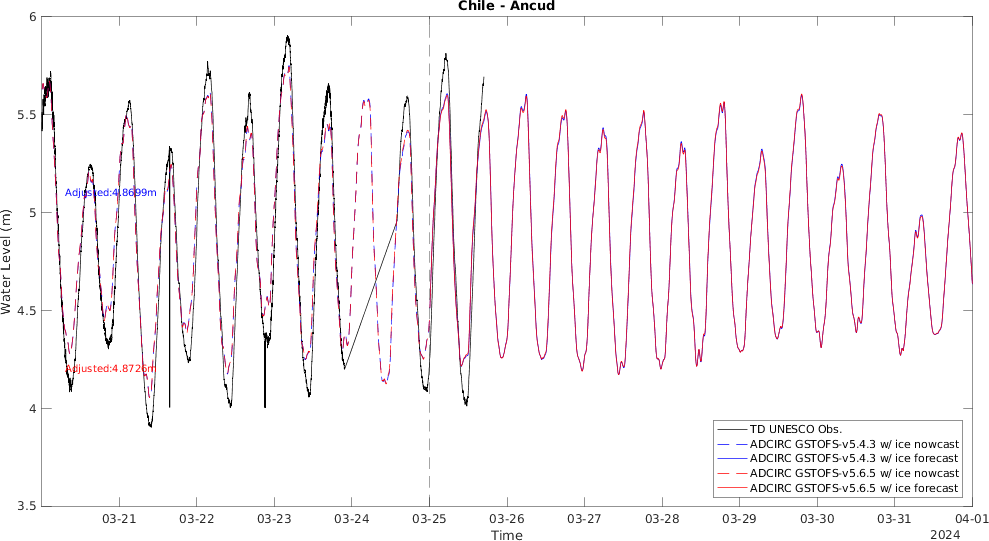 Chile - Ancud
6
5.5
5
4.5
4
3.5
Water Level (m)
Adjusted:4.8699m
Adjusted:4.8726m
TD UNESCO Obs.
ADCIRC GSTOFS-v5.4.3 w/ ice nowcast
ADCIRC GSTOFS-v5.4.3 w/ ice forecast
ADCIRC GSTOFS-v5.6.5 w/ ice nowcast
ADCIRC GSTOFS-v5.6.5 w/ ice forecast
03-21 03-22 03-23 03-24 03-25 03-26 03-27 03-28 03-29 03-30 03-31 04-01
Time
2024